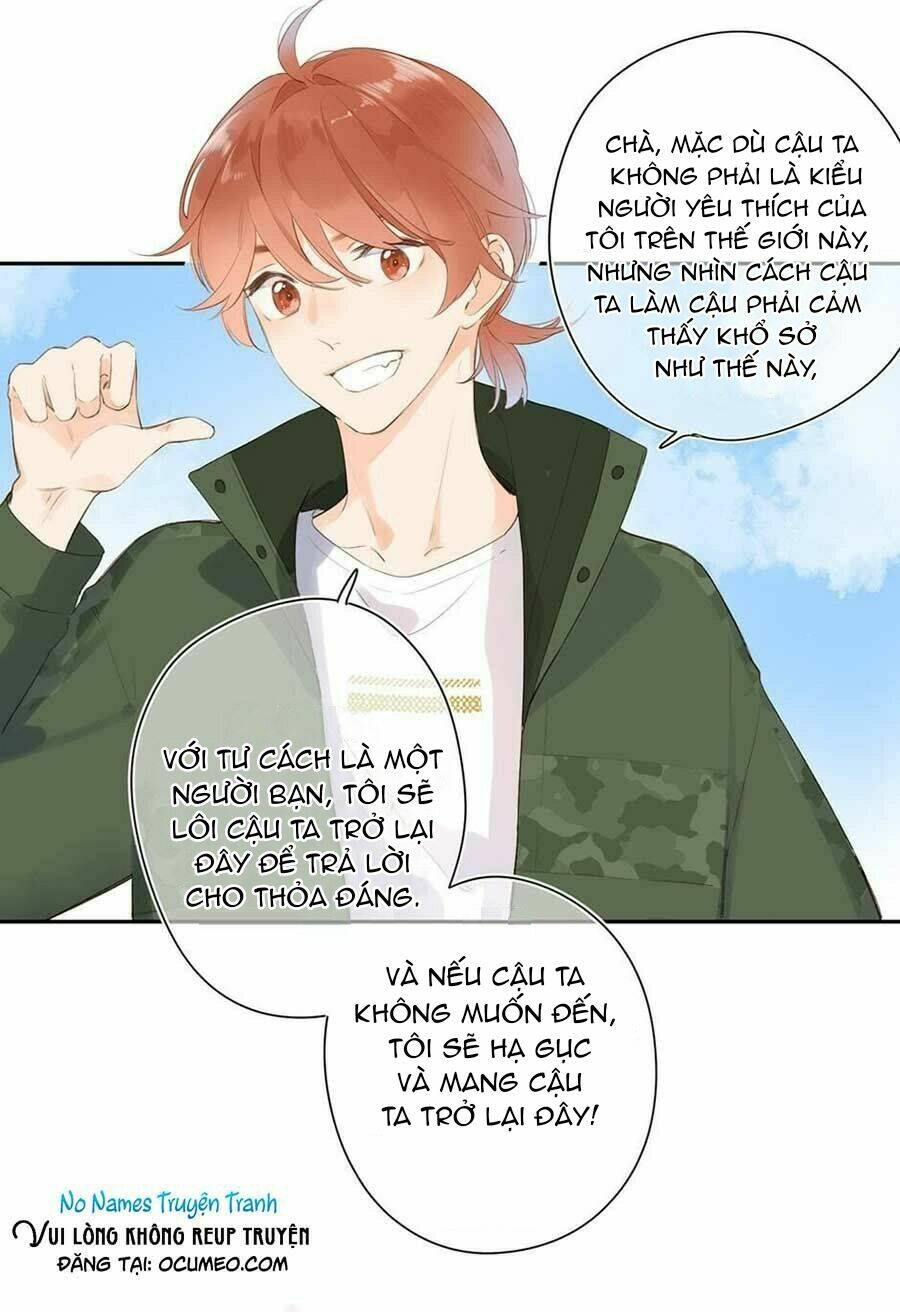 CHÀ, MẶC DÙ CẬU TA
KHÔNG PHẢI LÀ KIỂU
NGƯỜI YÊU THÍCH CỦA
TÔI TRÊN THẾ GIỚI NÀY,
NHƯNG NHÌN CÁCH CẬU
TA LÀM CẬU PHẢI CẢM
THẤY KHỔ SỞ
NHƯ THẾ NÀY,
VỚI TƯ CÁCH LÀ MỘT
NGƯỜI BẠN, TÔI SẼ
LÔI CẬU TA TRỞ LẠI
ĐÂY ĐỂ TRẢ LỜI
CHO THỎA ĐÁNG.
VÀ NẾU CẬU TA
KHÔNG MUỐN ĐẾN,
TÔI SẼ HẠ GỤC
VÀ MANG CẬU
TA TRỞ LẠI ĐÂY!
No Names Truyện Tranh
VUI LÒNG KHÔNG REUP TRUYỆN
ĐĂNG TẠI: OCUMEO.COM